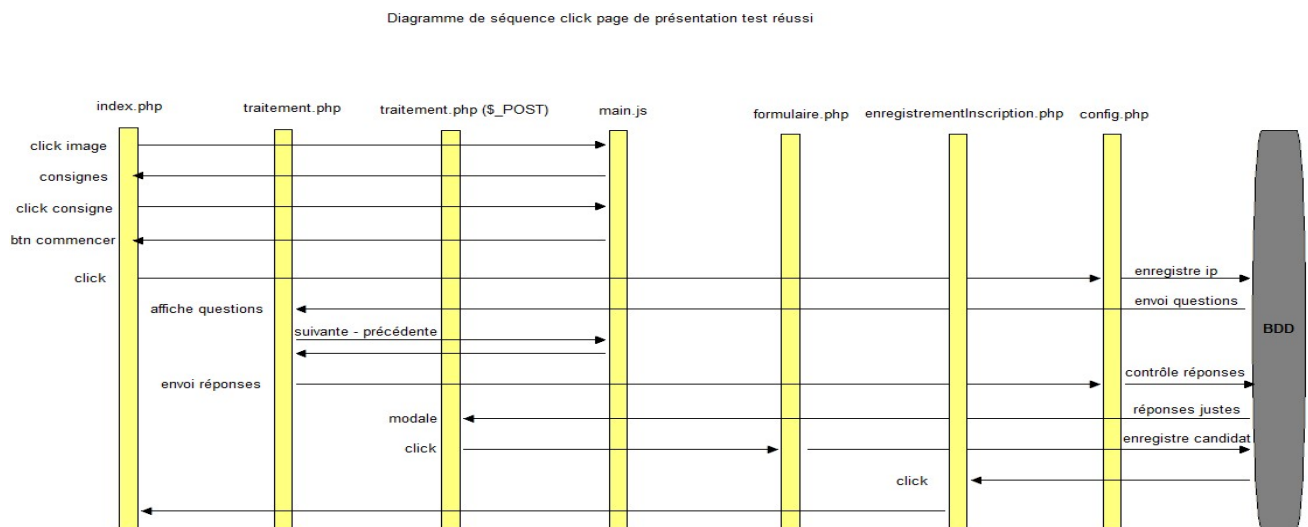 Diagramme de séquence click page de présentation test réussi
index.php
traitement.php
traitement.php ($_POST)
main.js
formulaire.php
enregistrementInscription.php
config.php
click image
consignes
click consigne
btn commencer
click
enregistre ip
affiche questions
envoi questions
BDD
suivante - précédente
envoi réponses
contrôle réponses
modale
réponses justes
click
enregistre candidat
click